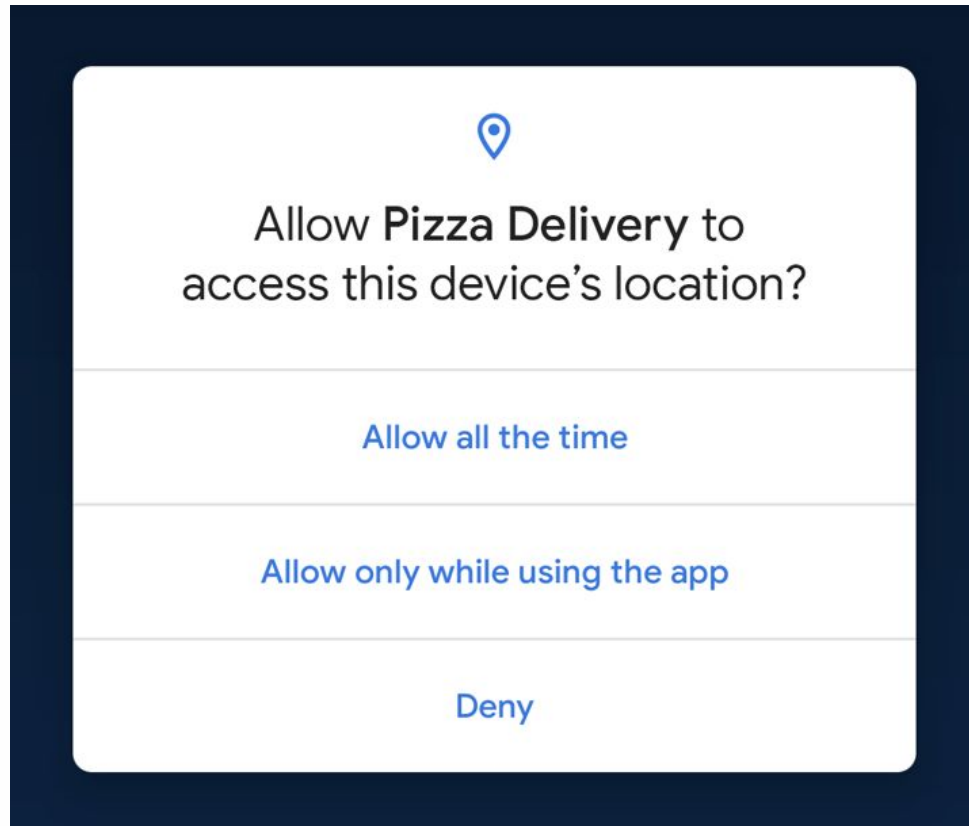 Allow Pizza Delivery to
access this device’s location?
Allow all the time
Allow only while using the app
Deny